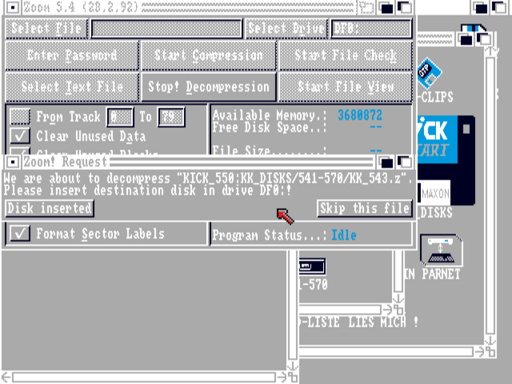 Zoom 5.4 (28.2.92)
Select File
Select Drive
DF0:
Enter Password
Start Compression
Start File Check
Select Text File
Stop! Decompression
Start File View
From Track 0 To 79
Available Memory.: 3680872
Free Disk Space..: --
Clear Unused Data
File Size...
Zoom! Request
We are about to decompress "KICK_550:KK_DISKS/541-570/KK_543.z".
Please insert destination disk in drive DF0:!
Disk inserted
Skip this file
Format Sector Labels
Program Status...: Idle
-CLIPS
ICK
START
MAXON
DISKS
IN PARNET
-570
-LISTE LIES MICH !